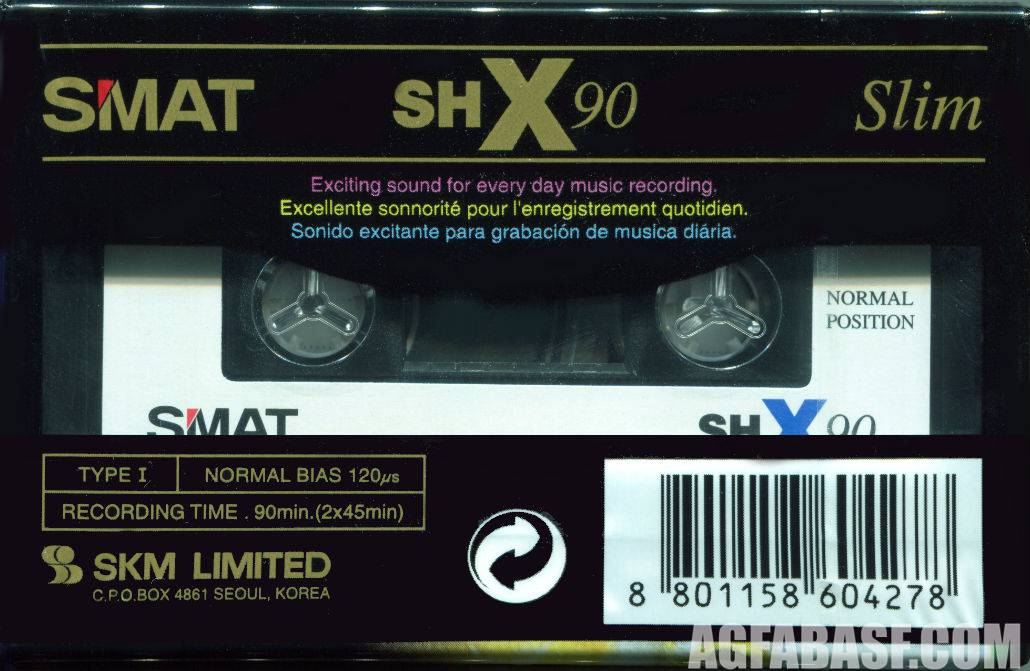 SMAT SHX90 Slim
Exciting sound for every day music recording.
Excellente sonnorité pour l'enregistrement quotidien.
Sonido excitante para grabación de musica diária.
NORMAL
POSITION
SMAT SHX90
TYPE I NORMAL BIAS 120µs
RECORDING TIME . 90min.(2x45min)
SKM LIMITED
C.P.O.BOX 4861 SEOUL, KOREA
8 801158 604278
AGFABASE.COM